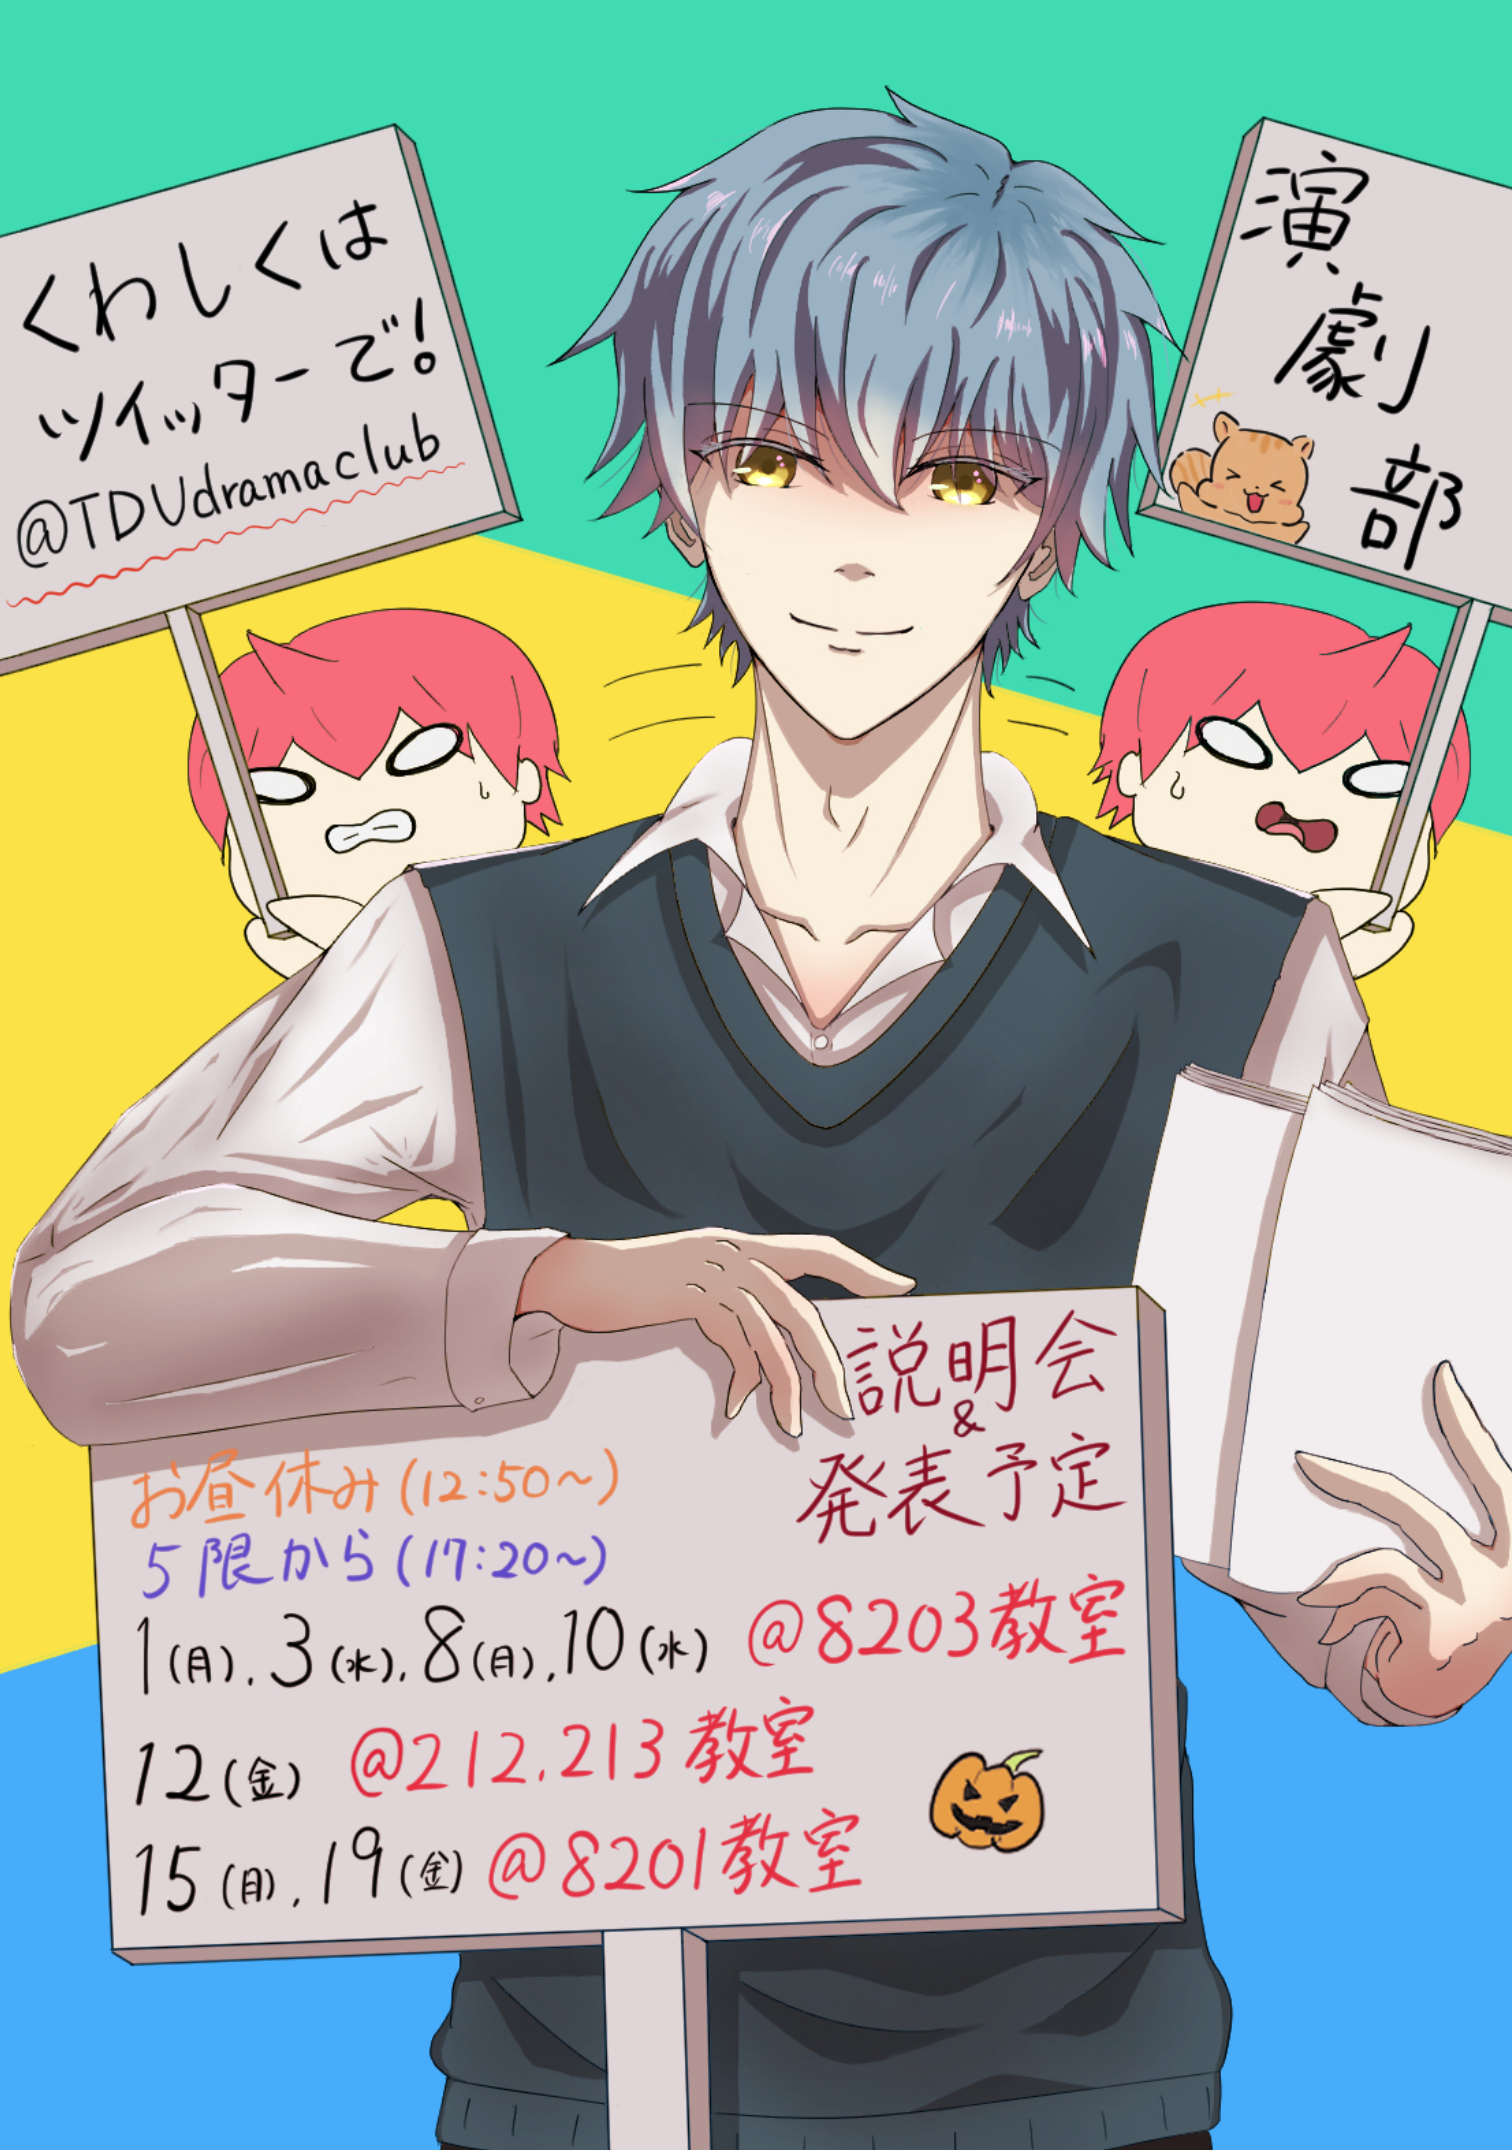 くわしくは
ツイッターで!
@TDUdramaclub
演劇部
説明会
&
発表予定
お昼休み(12:50~)
5限から(17:20~)
1(月).3(水).8(月).10(水) @8203教室
12(金) @212.213教室
15(月).19(金) @8201教室